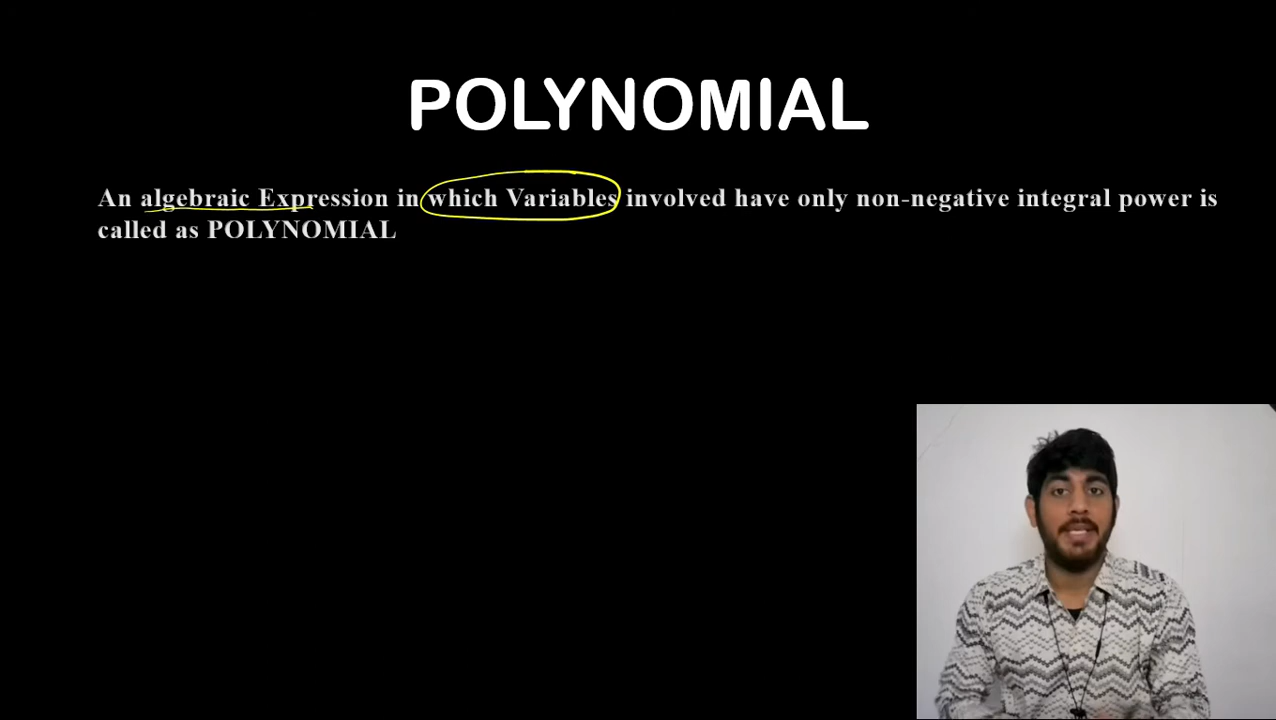 POLYNOMIAL
An algebraic Expression in which Variables involved have only non-negative integral power is
called as POLYNOMIAL